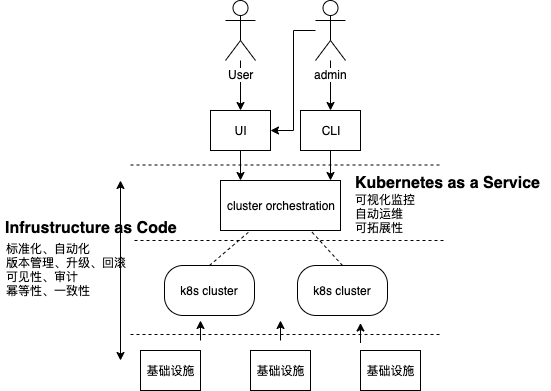 User
admin
UI
CLI
cluster orchestration
Kubernetes as a Service
可视化监控
自动运维
可拓展性
Infrustructure as Code
标准化、自动化
版本管理、升级、回滚
可见性、审计
幂等性、一致性
k8s cluster
k8s cluster
基础设施
基础设施
基础设施